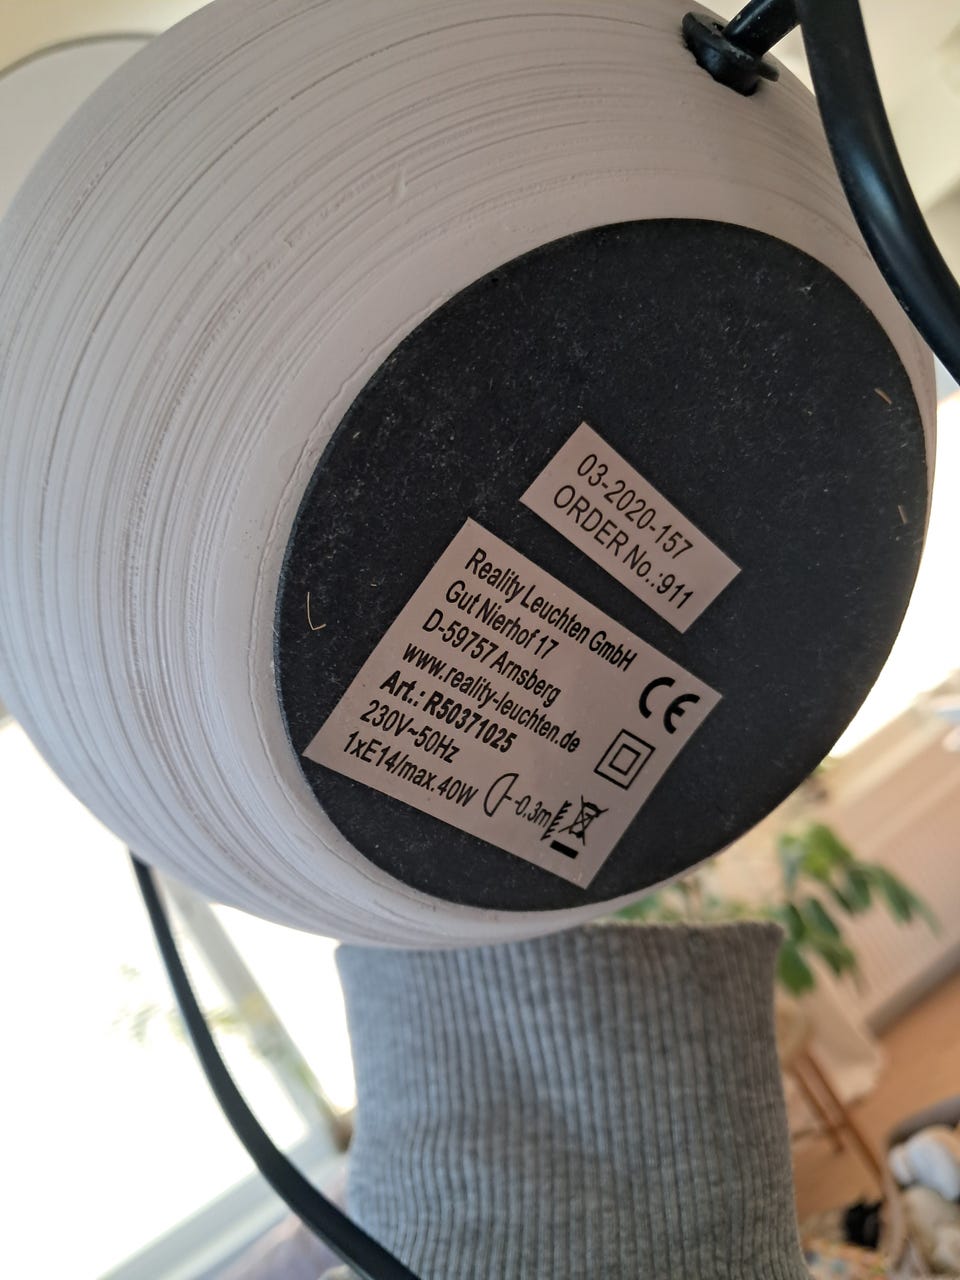 03-2020-157
ORDER No.:911
Reality Leuchten GmbH
Gut Nierhof 17
D-59757 Arnsberg
www.reality-leuchten.de
Art.: R50371025
230V~50Hz
1xE14/max.40W
0.3m
CE